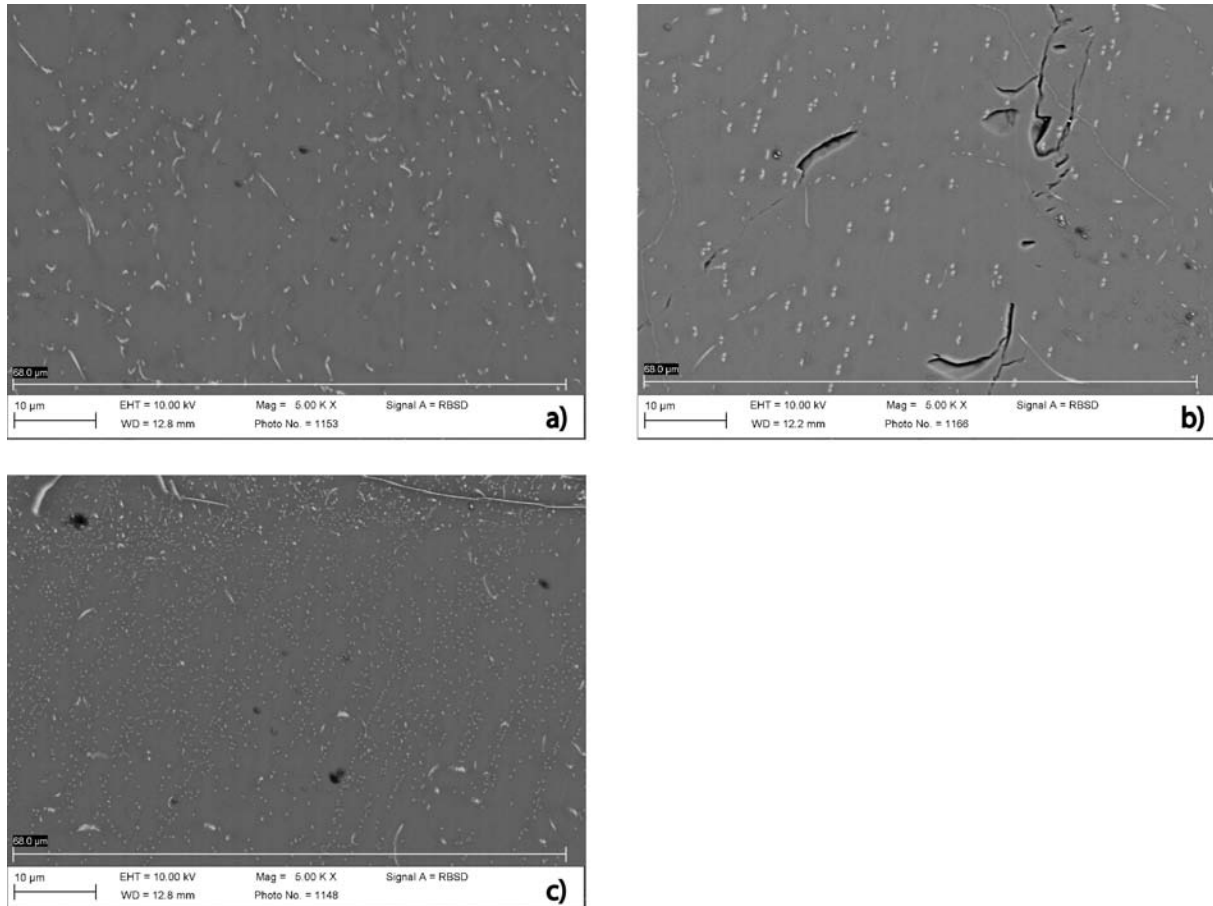 68.0 µm
10 µm EHT = 10.00 kV Mag = 5.00 K X Signal A = RBSD
WD = 12.8 mm Photo No. = 1153
a)
68.0 µm
10 µm EHT = 10.00 kV Mag = 5.00 K X Signal A = RBSD
WD = 12.2 mm Photo No. = 1166
b)
68.0 µm
10 µm EHT = 10.00 kV Mag = 5.00 K X Signal A = RBSD
WD = 12.8 mm Photo No. = 1148
c)